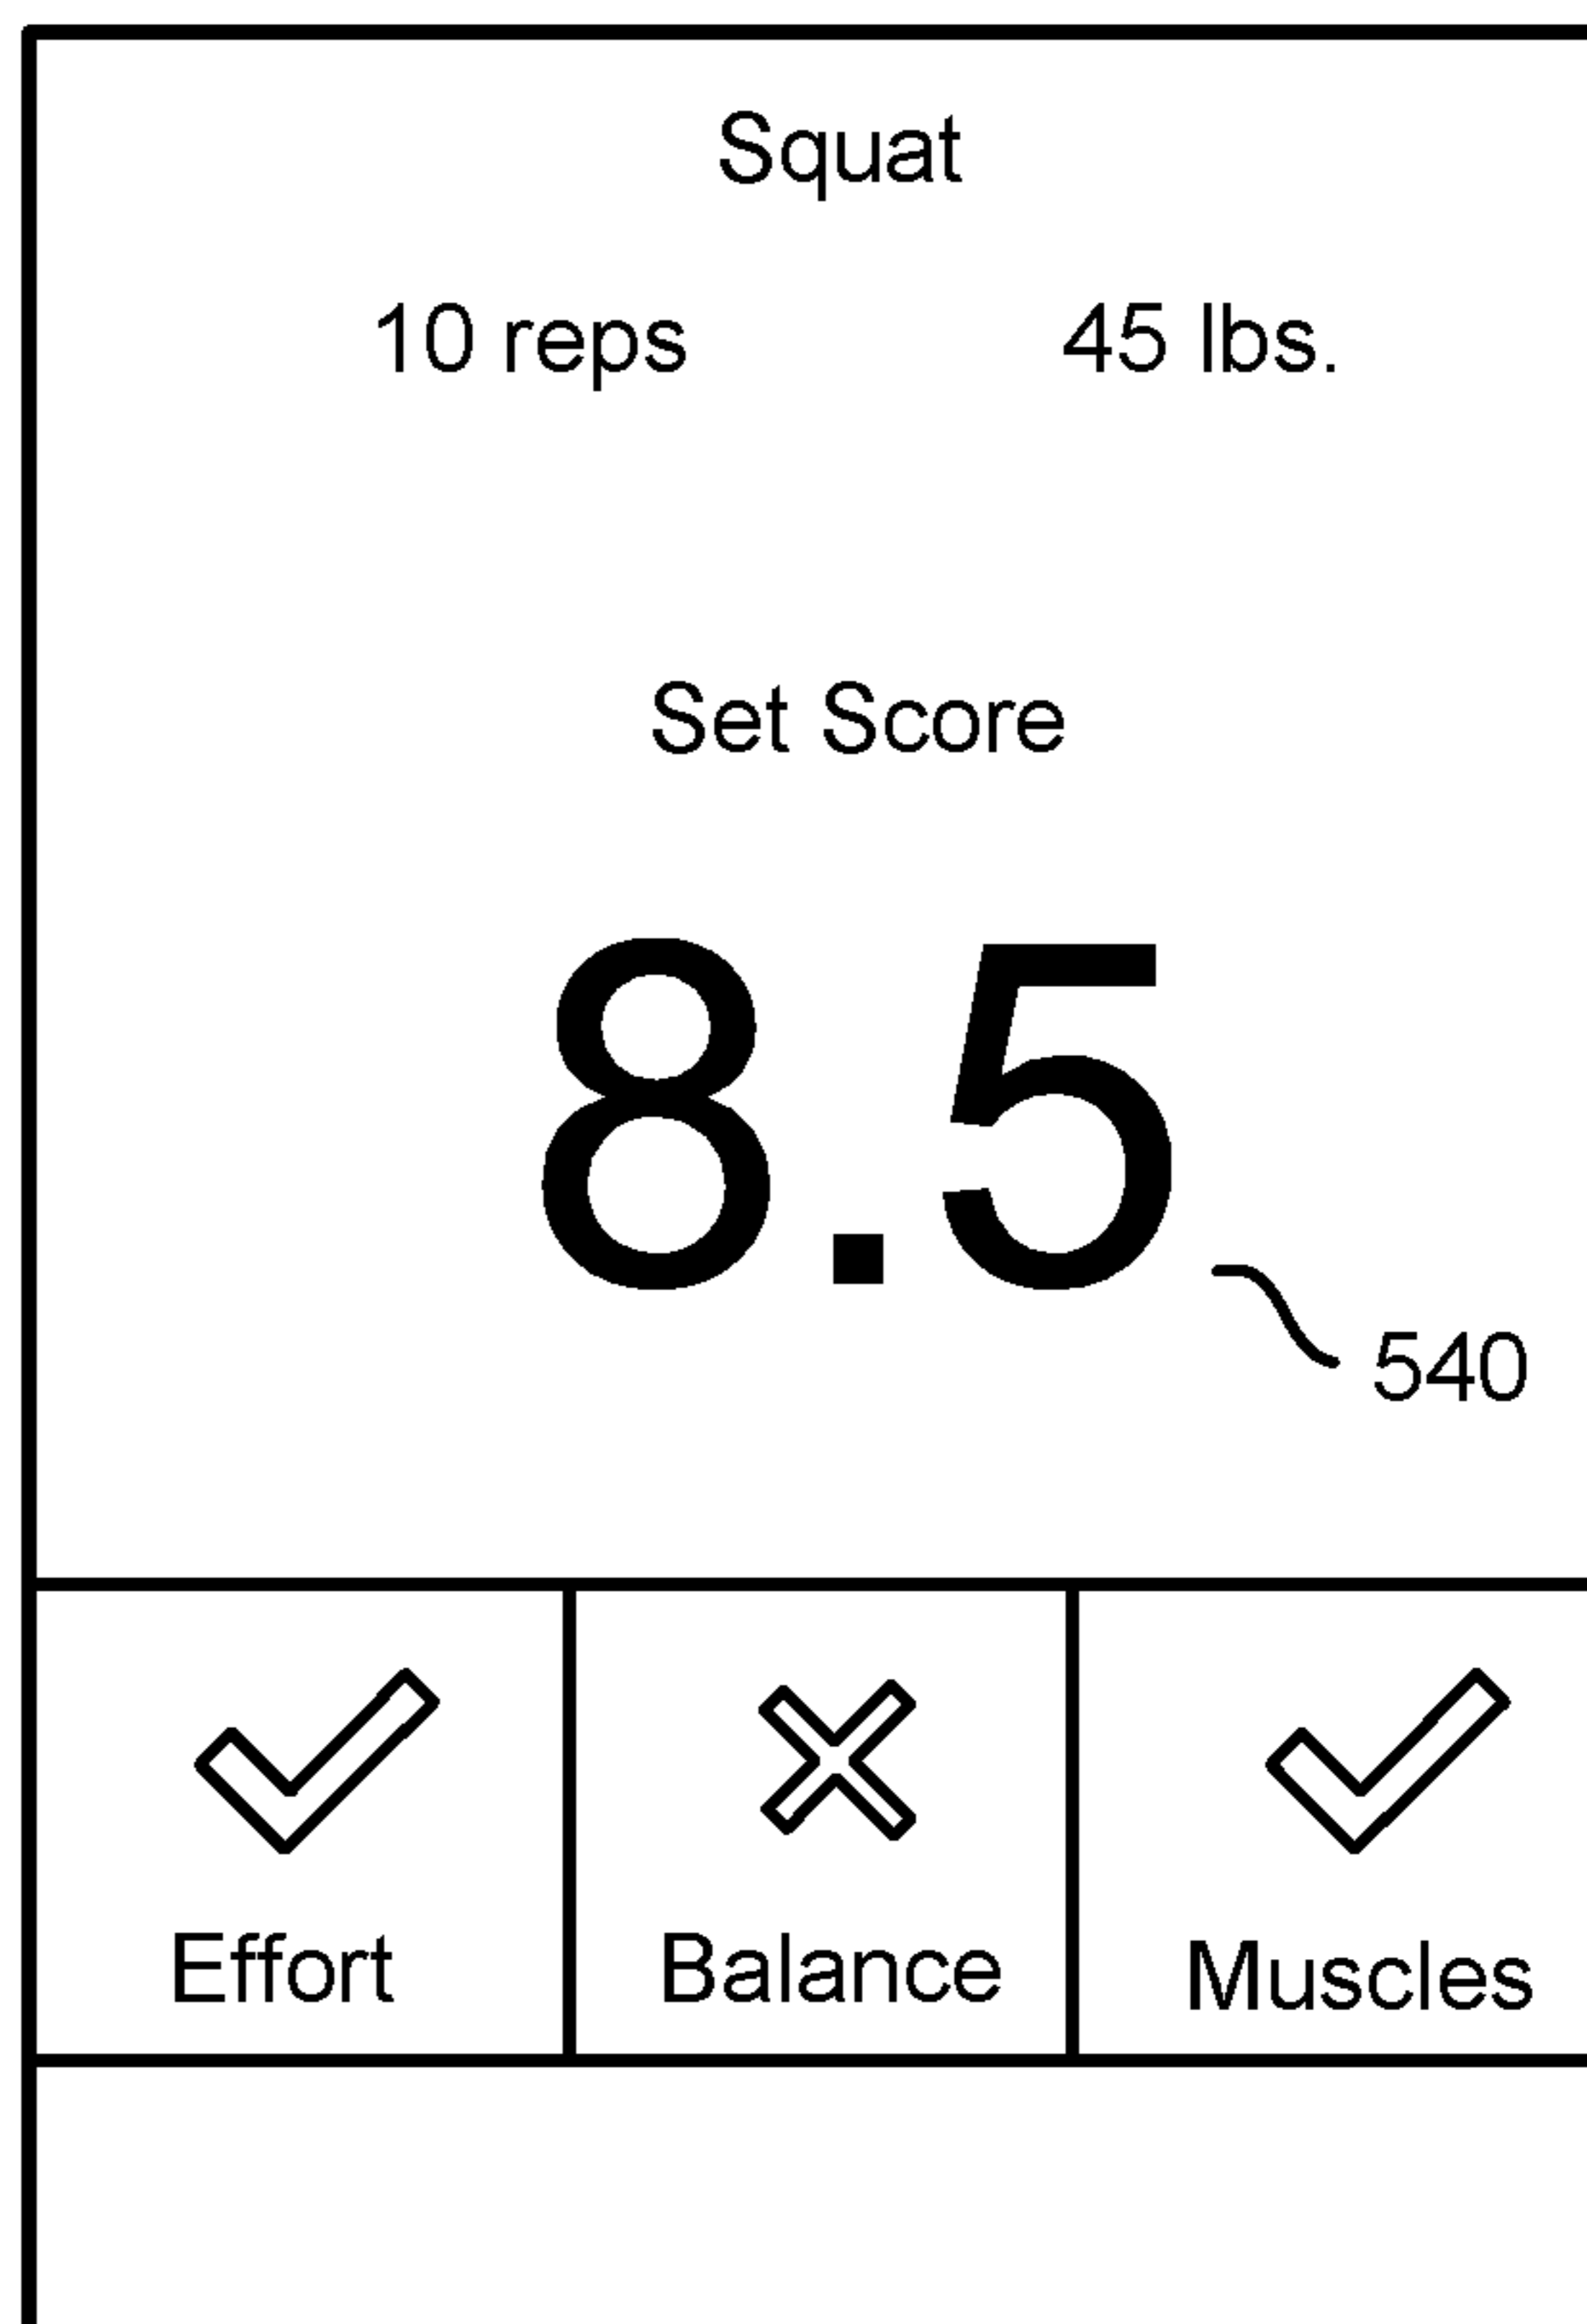 Squat
10 reps 45 lbs.
Set Score
8.5
540
Effort Balance Muscles